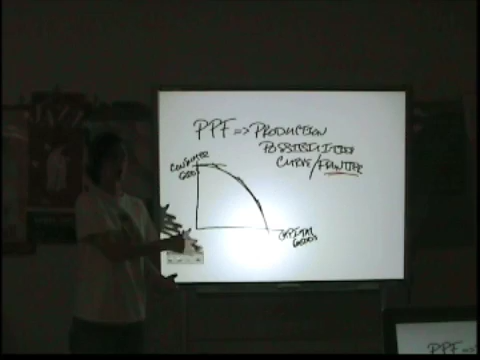 PPF => PRODUCTION
POSSIBILITIES
CURVE/FRONTIER
CONSUMER
GOODS
CAPITAL
GOODS
PPF =>